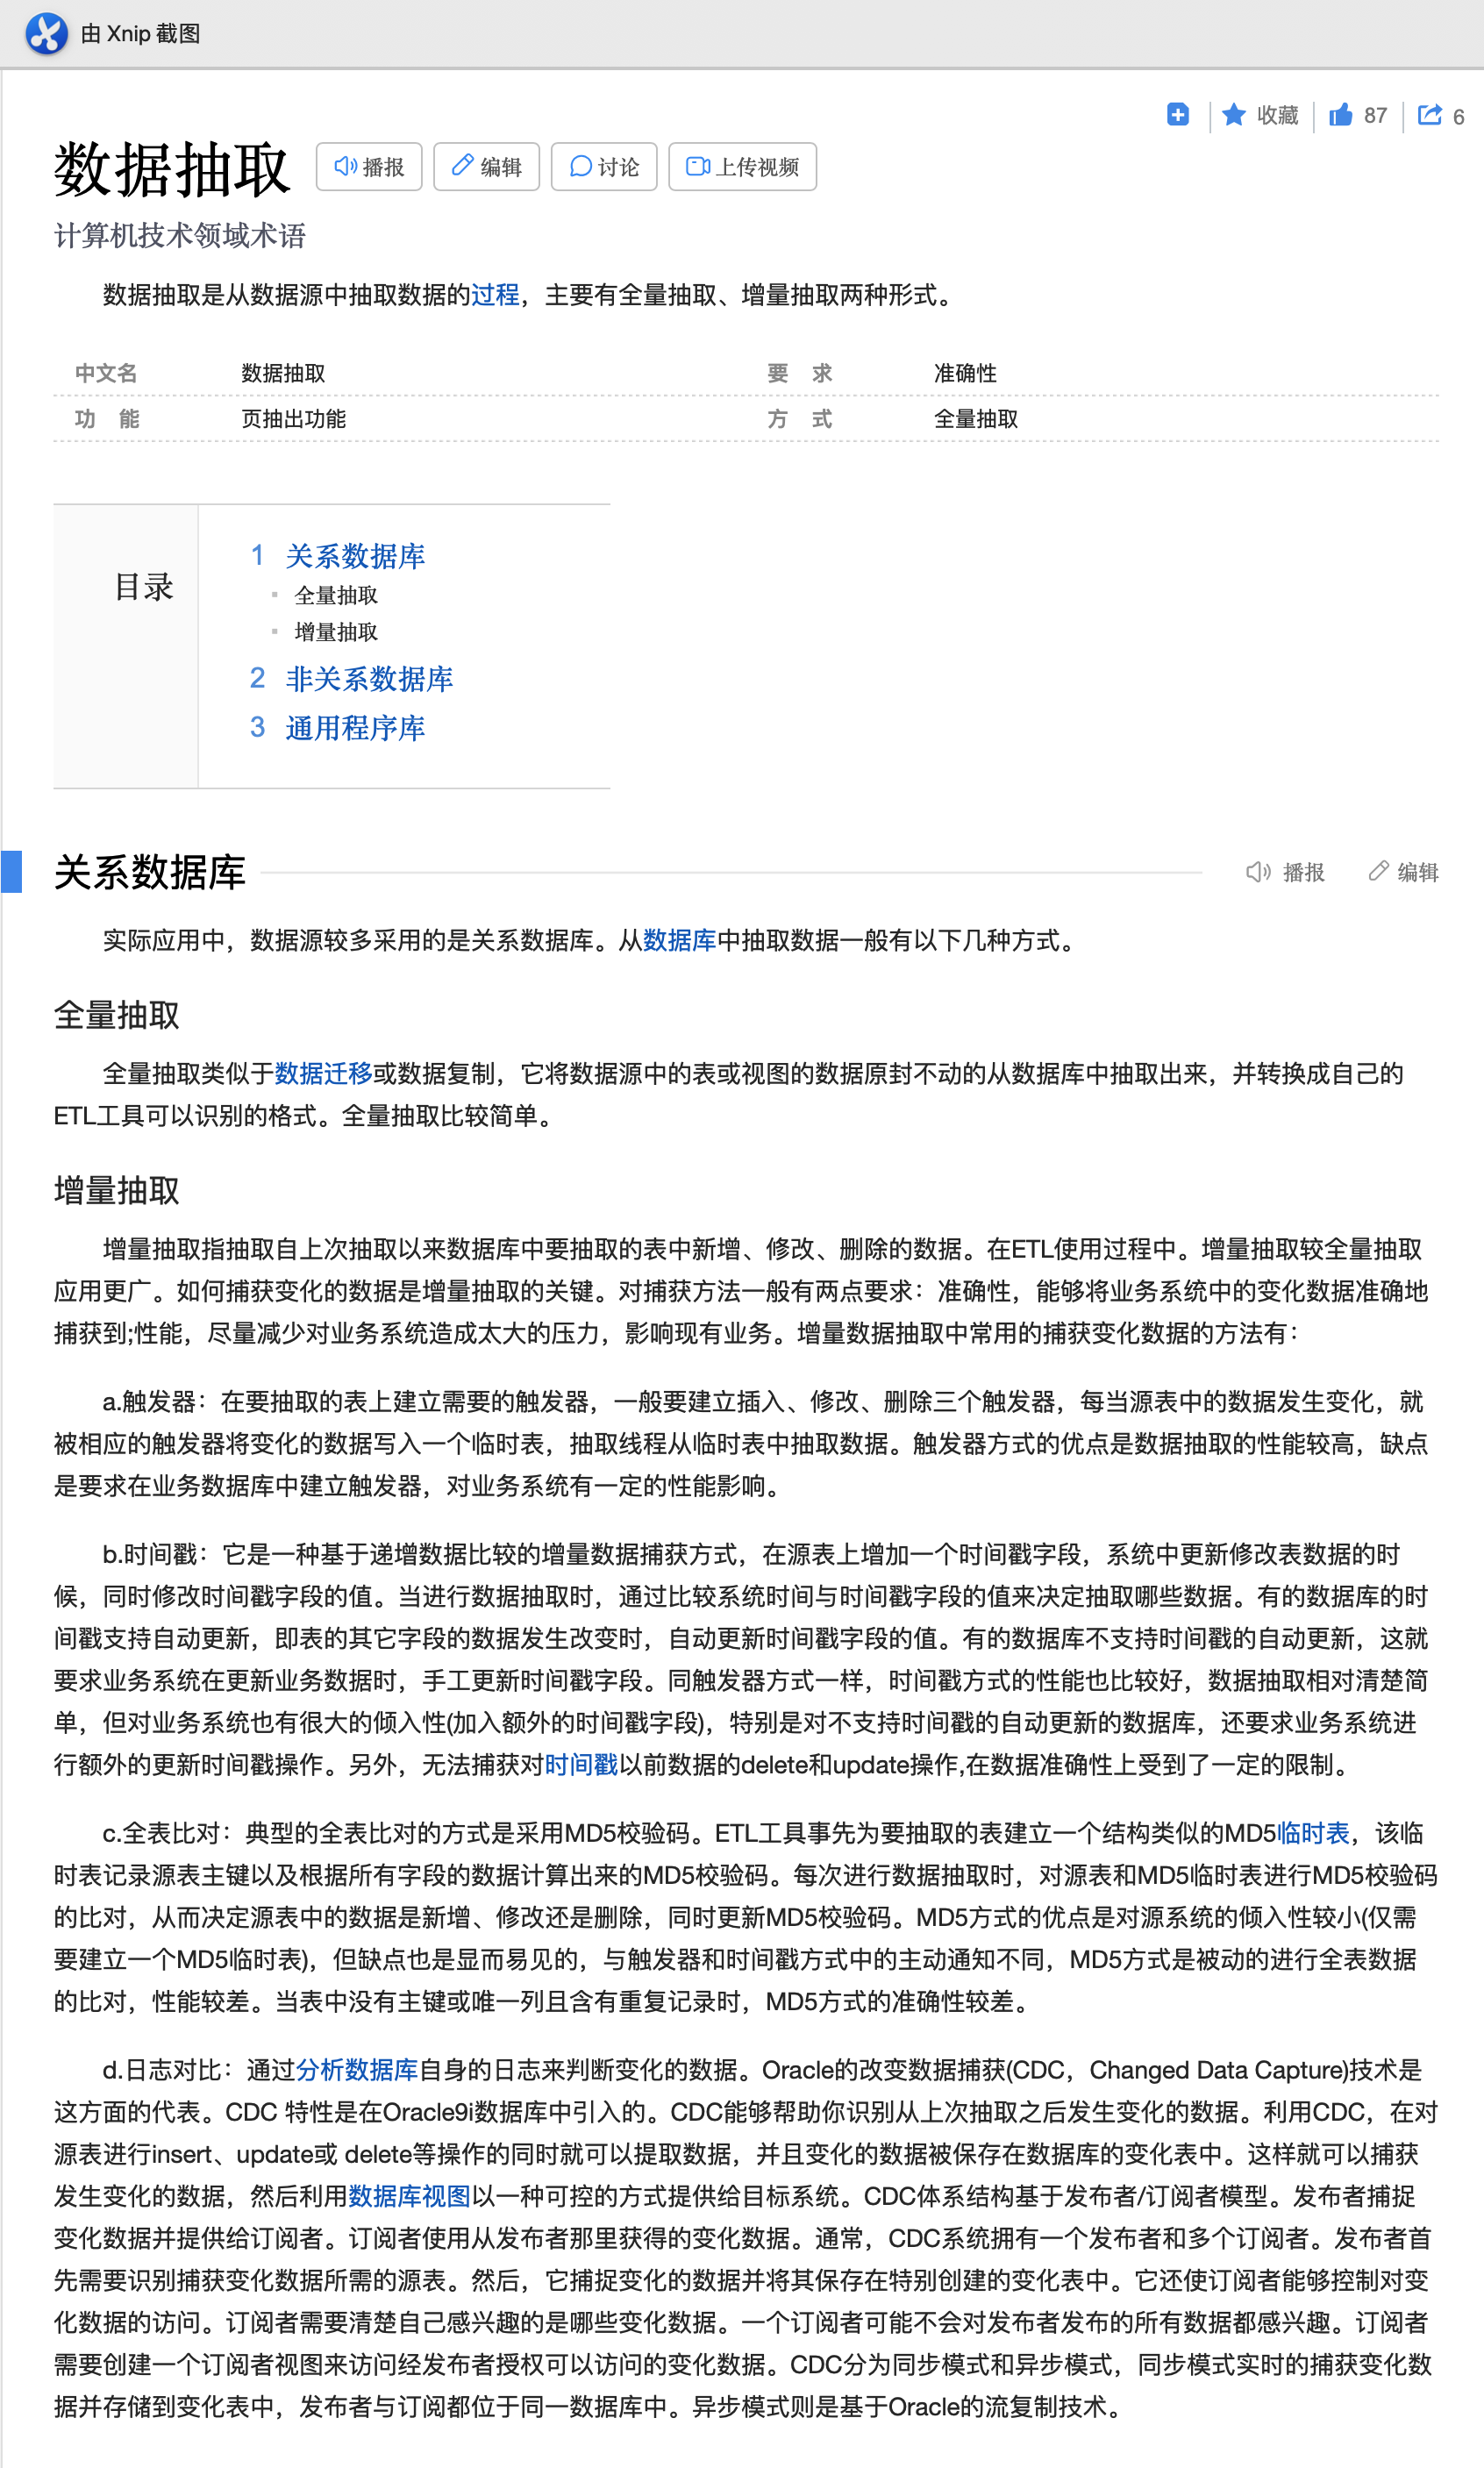 由 Xnip 截图
收藏 87 6
数据抽取 播报 编辑 讨论 上传视频
计算机技术领域术语
数据抽取是从数据源中抽取数据的过程，主要有全量抽取、增量抽取两种形式。
中文名 数据抽取 要 求 准确性
功 能 页抽出功能 方 式 全量抽取
目录
1 关系数据库
▪ 全量抽取
▪ 增量抽取
2 非关系数据库
3 通用程序库
关系数据库 播报 编辑
实际应用中，数据源较多采用的是关系数据库。从数据库中抽取数据一般有以下几种方式。
全量抽取
全量抽取类似于数据迁移或数据复制，它将数据源中的表或视图的数据原封不动的从数据库中抽取出来，并转换成自己的
ETL工具可以识别的格式。全量抽取比较简单。
增量抽取
增量抽取指抽取自上次抽取以来数据库中要抽取的表中新增、修改、删除的数据。在ETL使用过程中。增量抽取较全量抽取
应用更广。如何捕获变化的数据是增量抽取的关键。对捕获方法一般有两点要求：准确性，能够将业务系统中的变化数据准确地
捕获到;性能，尽量减少对业务系统造成太大的压力，影响现有业务。增量数据抽取中常用的捕获变化数据的方法有：
a.触发器：在要抽取的表上建立需要的触发器，一般要建立插入、修改、删除三个触发器，每当源表中的数据发生变化，就
被相应的触发器将变化的数据写入一个临时表，抽取线程从临时表中抽取数据。触发器方式的优点是数据抽取的性能较高，缺点
是要求在业务数据库中建立触发器，对业务系统有一定的性能影响。
b.时间戳：它是一种基于递增数据比较的增量数据捕获方式，在源表上增加一个时间戳字段，系统中更新修改表数据的时
候，同时修改时间戳字段的值。当进行数据抽取时，通过比较系统时间与时间戳字段的值来决定抽取哪些数据。有的数据库的时
间戳支持自动更新，即表的其它字段的数据发生改变时，自动更新时间戳字段的值。有的数据库不支持时间戳的自动更新，这就
要求业务系统在更新业务数据时，手工更新时间戳字段。同触发器方式一样，时间戳方式的性能也比较好，数据抽取相对清楚简
单，但对业务系统也有很大的倾入性(加入额外的时间戳字段)，特别是对不支持时间戳的自动更新的数据库，还要求业务系统进
行额外的更新时间戳操作。另外，无法捕获对时间戳以前数据的delete和update操作,在数据准确性上受到了一定的限制。
c.全表比对：典型的全表比对的方式是采用MD5校验码。ETL工具事先为要抽取的表建立一个结构类似的MD5临时表，该临
时表记录源表主键以及根据所有字段的数据计算出来的MD5校验码。每次进行数据抽取时，对源表和MD5临时表进行MD5校验码
的比对，从而决定源表中的数据是新增、修改还是删除，同时更新MD5校验码。MD5方式的优点是对源系统的倾入性较小(仅需
要建立一个MD5临时表)，但缺点也是显而易见的，与触发器和时间戳方式中的主动通知不同，MD5方式是被动的进行全表数据
的比对，性能较差。当表中没有主键或唯一列且含有重复记录时，MD5方式的准确性较差。
d.日志对比：通过分析数据库自身的日志来判断变化的数据。Oracle的改变数据捕获(CDC，Changed Data Capture)技术是
这方面的代表。CDC 特性是在Oracle9i数据库中引入的。CDC能够帮助你识别从上次抽取之后发生变化的数据。利用CDC，在对
源表进行insert、update或 delete等操作的同时就可以提取数据，并且变化的数据被保存在数据库的变化表中。这样就可以捕获
发生变化的数据，然后利用数据库视图以一种可控的方式提供给目标系统。CDC体系结构基于发布者/订阅者模型。发布者捕捉
变化数据并提供给订阅者。订阅者使用从发布者那里获得的变化数据。通常，CDC系统拥有一个发布者和多个订阅者。发布者首
先需要识别捕获变化数据所需的源表。然后，它捕捉变化的数据并将其保存在特别创建的变化表中。它还使订阅者能够控制对变
化数据的访问。订阅者需要清楚自己感兴趣的是哪些变化数据。一个订阅者可能不会对发布者发布的所有数据都感兴趣。订阅者
需要创建一个订阅者视图来访问经发布者授权可以访问的变化数据。CDC分为同步模式和异步模式，同步模式实时的捕获变化数
据并存储到变化表中，发布者与订阅都位于同一数据库中。异步模式则是基于Oracle的流复制技术。